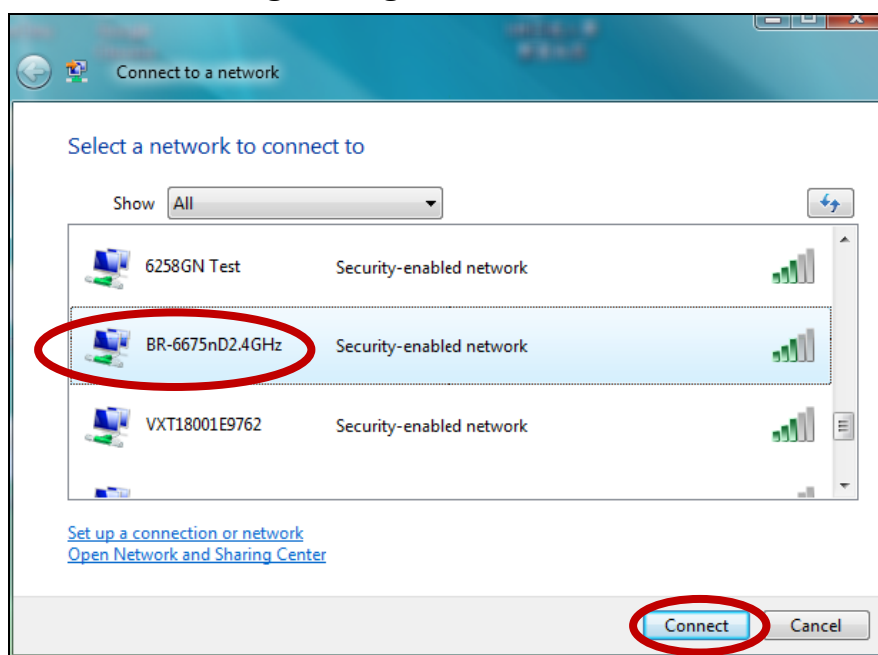 Connect to a network
Select a network to connect to
Show All
6258GN Test Security-enabled network
BR-6675nD2.4GHz Security-enabled network
VXT18001E9762 Security-enabled network
Set up a connection or network
Open Network and Sharing Center
Connect Cancel